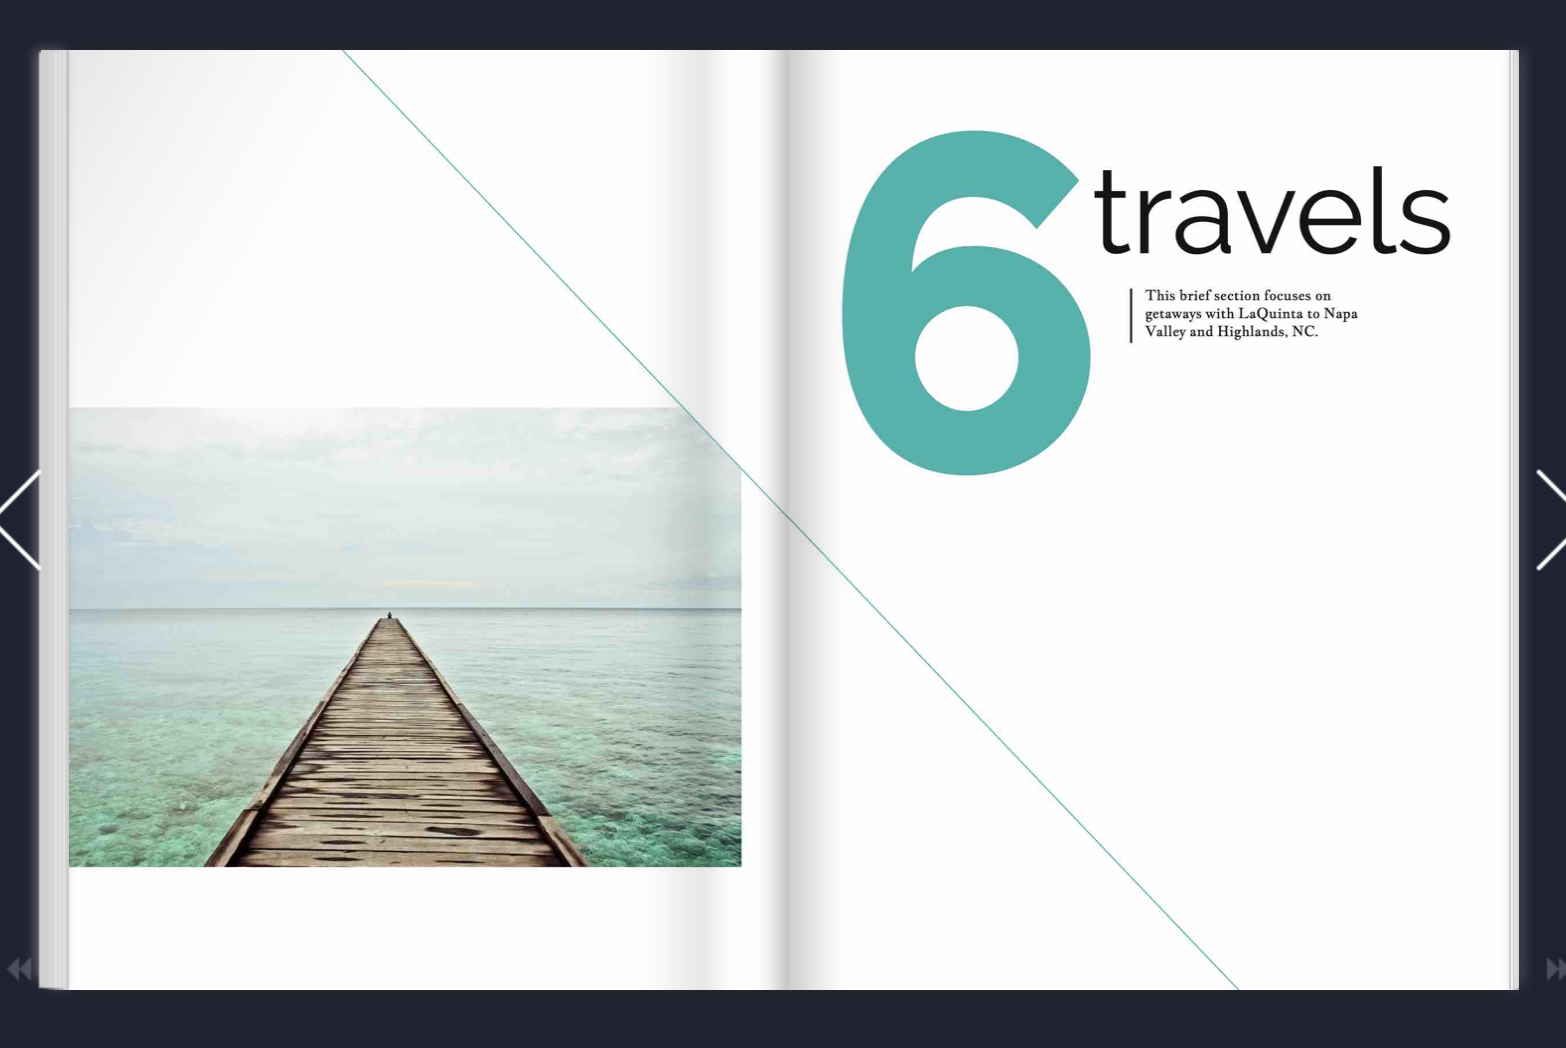 6
travels
This brief section focuses on
getaways with LaQuinta to Napa
Valley and Highlands, NC.